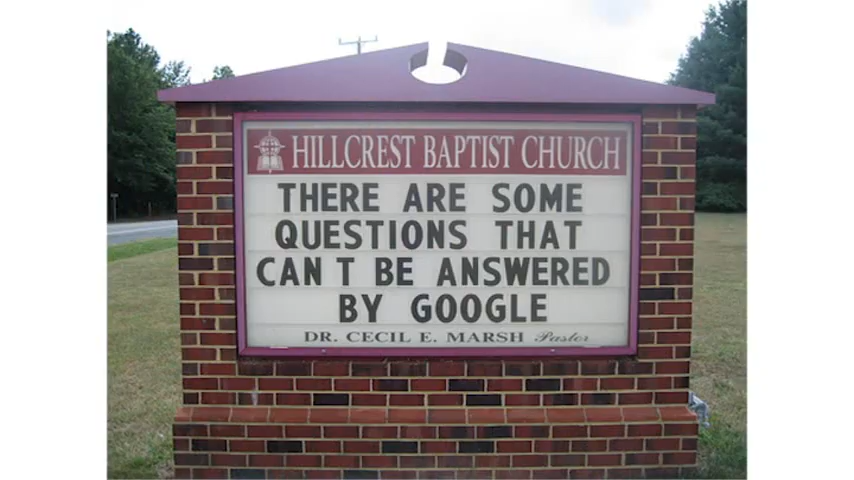 HILLCREST BAPTIST CHURCH
THERE ARE SOME
QUESTIONS THAT
CAN T BE ANSWERED
BY GOOGLE
DR. CECIL E. MARSH Pastor